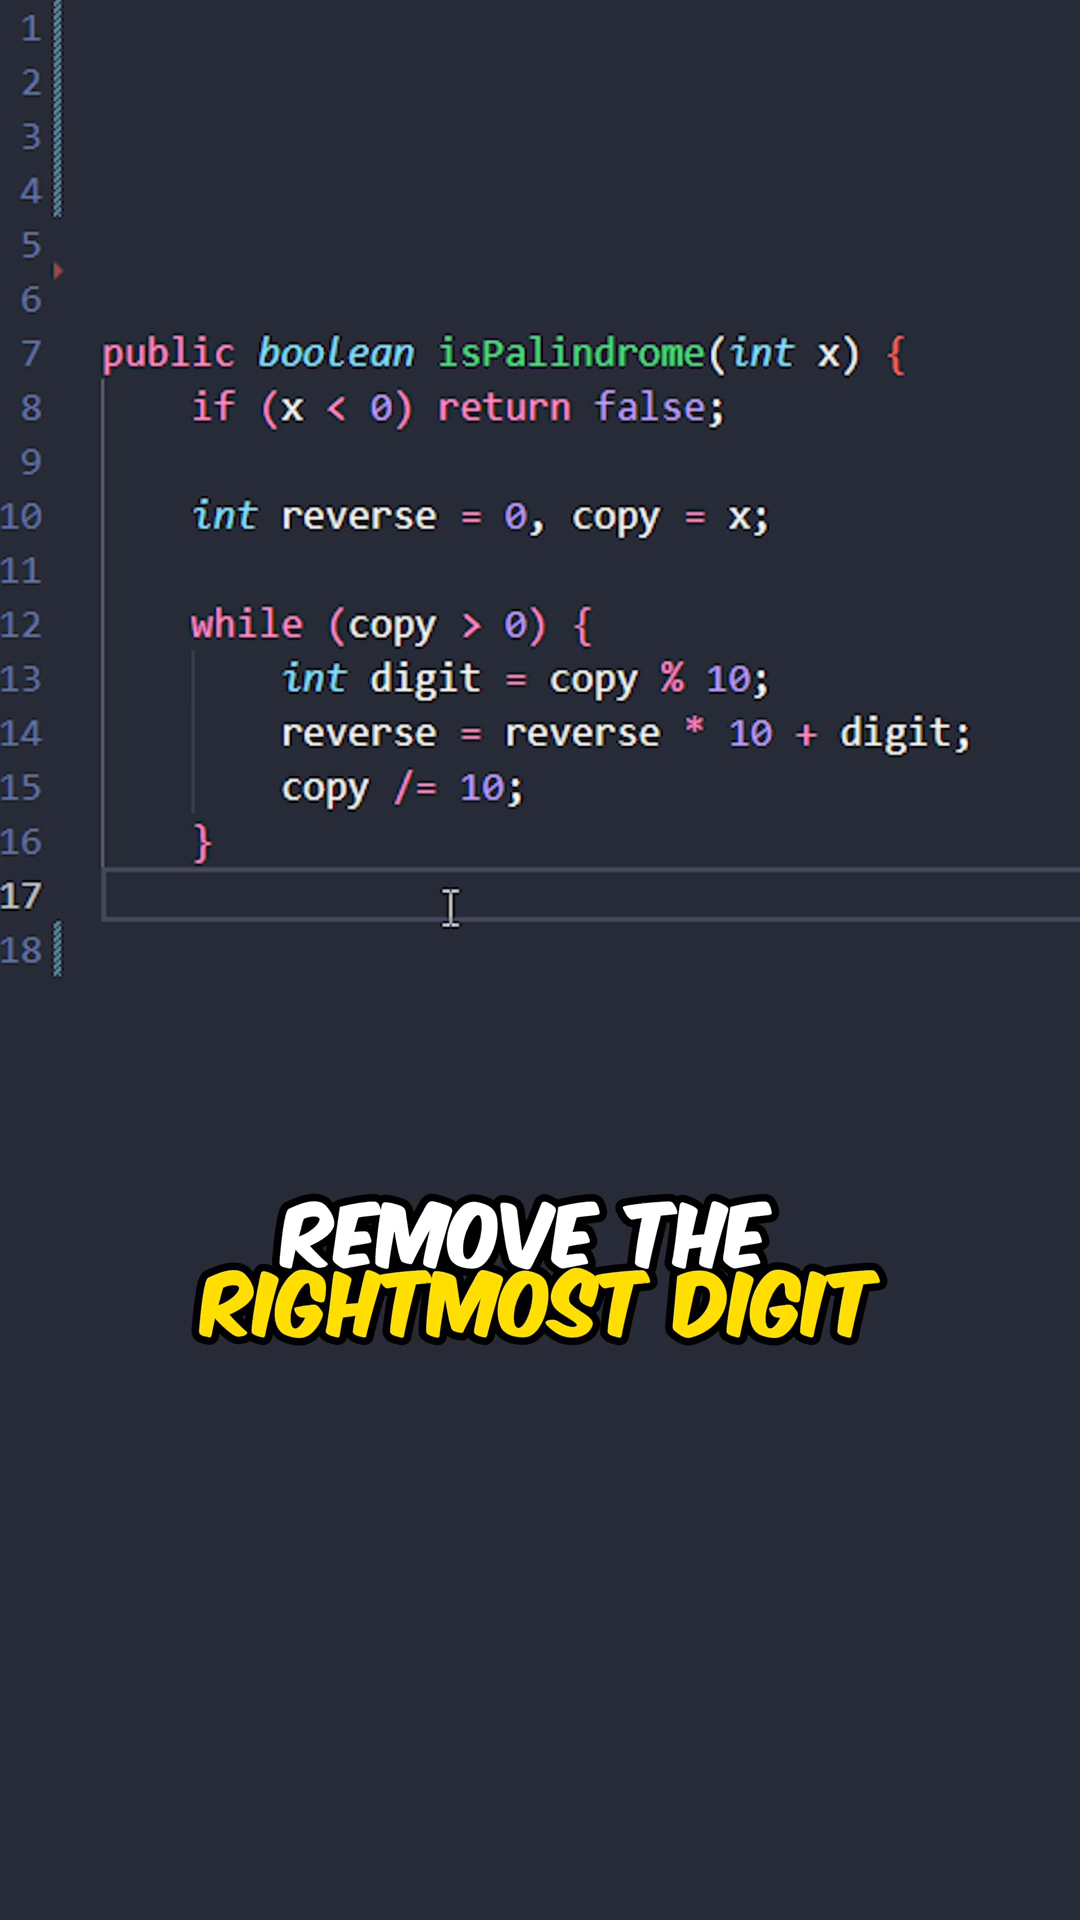 1
2
3
4
5
6
7 public boolean isPalindrome(int x) {
8 if (x < 0) return false;
9
10 int reverse = 0, copy = x;
11
12 while (copy > 0) {
13 int digit = copy % 10;
14 reverse = reverse * 10 + digit;
15 copy /= 10;
16 }
17
18
REMOVE THE
RIGHTMOST DIGIT